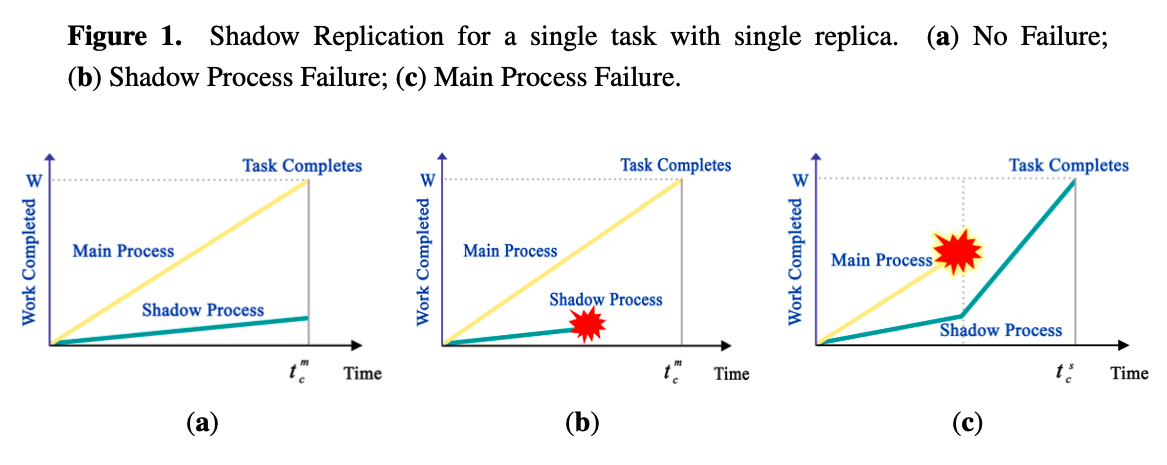 Figure 1. Shadow Replication for a single task with single replica. (a) No Failure;
(b) Shadow Process Failure; (c) Main Process Failure.
Task Completes
W
Work Completed
Main Process
Shadow Process
t_c^m
Time
(a)
Task Completes
W
Work Completed
Main Process
Shadow Process
t_c^m
Time
(b)
Task Completes
W
Work Completed
Main Process
Shadow Process
t_c^s
Time
(c)